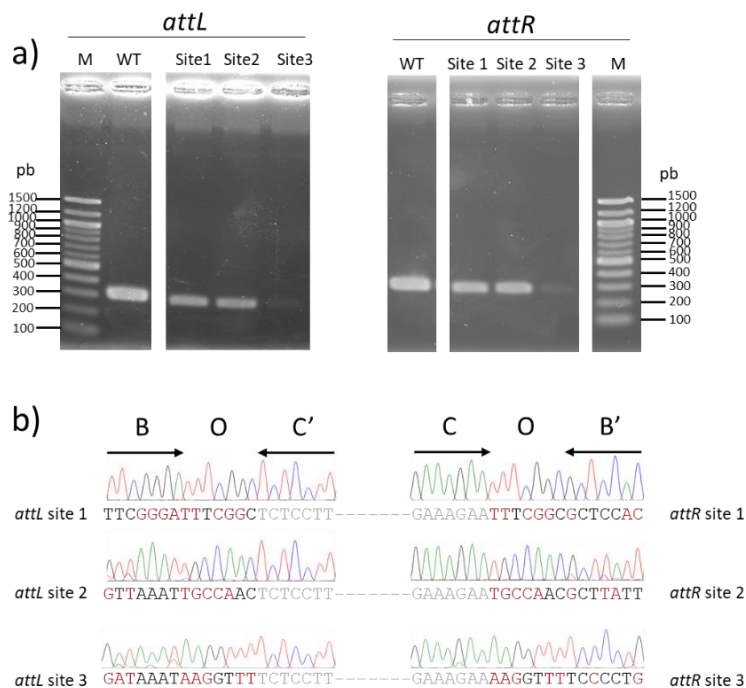 attL
attR
a)
M WT Site1 Site2 Site3
WT Site 1 Site 2 Site 3 M
pb
pb
1500
1200
1000
900
800
700
600
500
400
300
200
100
1500
1200
1000
900
800
700
600
500
400
300
200
100
b)
B O C’ C O B’
attL site 1 TTCGGGATTTCGGCTCTCCTT GAAAGAATTTCGGCGCTCCAC attR site 1
attL site 2 GTTAAATTGCCAACTCTCCTT GAAAGAATGCCAACGCTTATT attR site 2
attL site 3 GATAAATAAGGTTTTCTCCTT GAAAGAAAAGGTTTTCCCCTG attR site 3